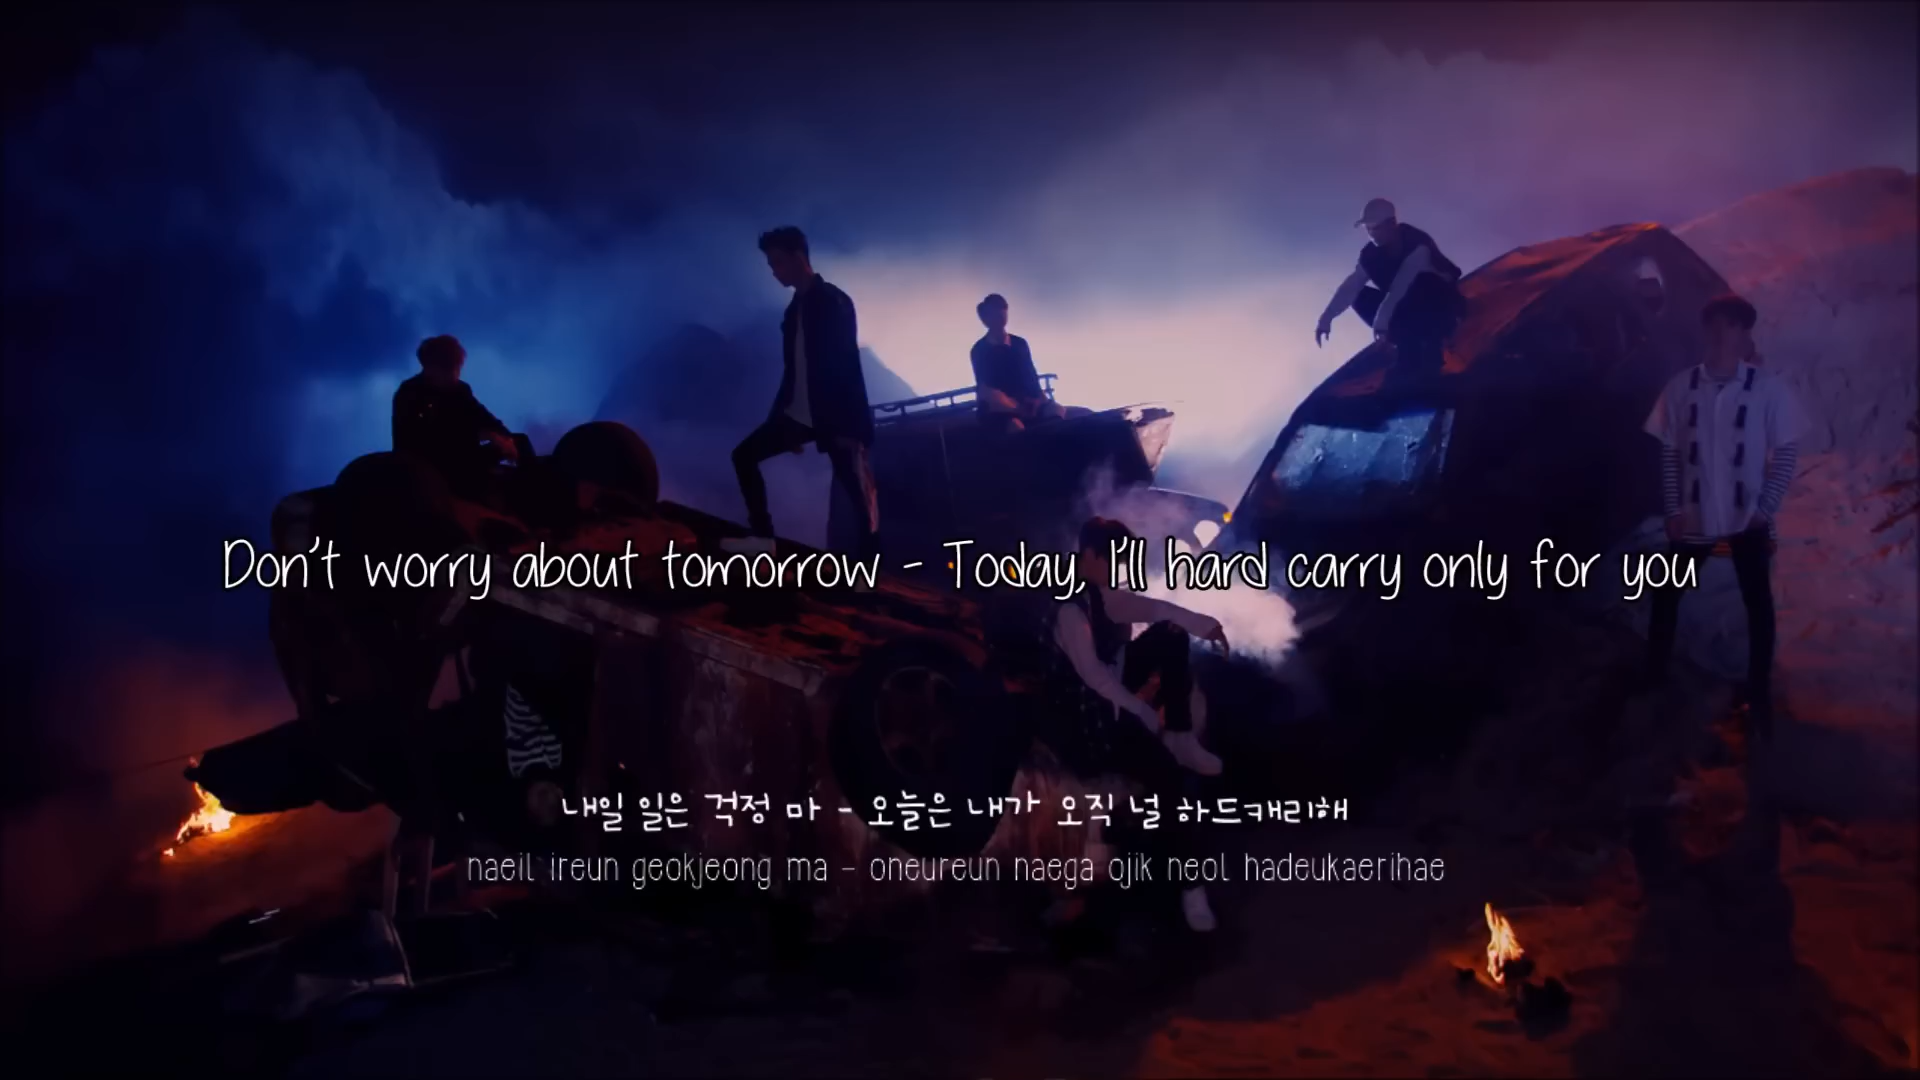 Don't worry about tomorrow - Today, I'll hard carry only for you
내일 일은 걱정 마 - 오늘은 내가 오직 널 하드캐리해
naeil ireun geokjeong ma - oneureun naega ojik neol hadeukaerihae